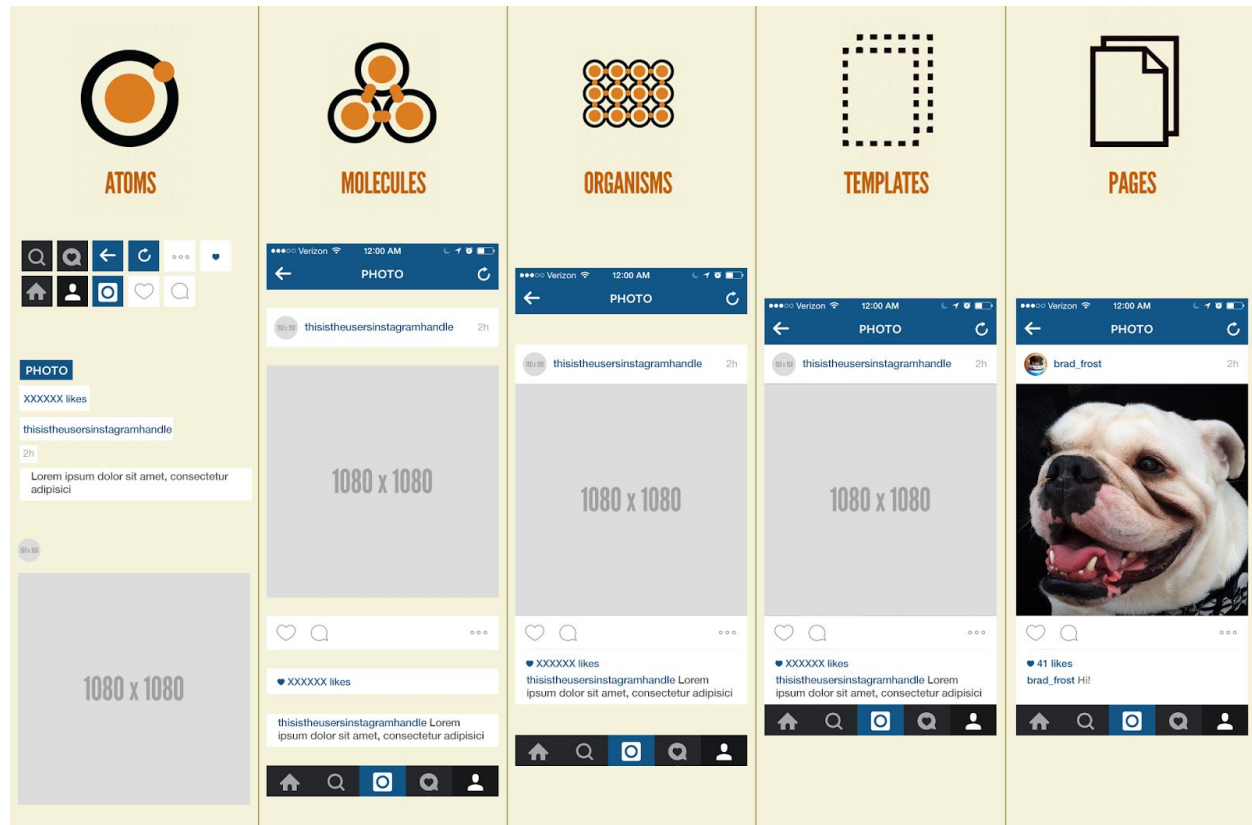 ATOMS
PHOTO
XXXXXX likes
thisistheusersinstagramhandle
2h
Lorem ipsum dolor sit amet, consectetur
adipisici
1080 x 1080
MOLECULES
Verizon 12:00 AM
PHOTO
thisistheusersinstagramhandle 2h
1080 x 1080
XXXXXX likes
thisistheusersinstagramhandle Lorem
ipsum dolor sit amet, consectetur adipisici
ORGANISMS
Verizon 12:00 AM
PHOTO
thisistheusersinstagramhandle 2h
1080 x 1080
XXXXXX likes
thisistheusersinstagramhandle Lorem
ipsum dolor sit amet, consectetur adipisici
TEMPLATES
Verizon 12:00 AM
PHOTO
thisistheusersinstagramhandle 2h
1080 x 1080
XXXXXX likes
thisistheusersinstagramhandle Lorem
ipsum dolor sit amet, consectetur adipisici
PAGES
Verizon 12:00 AM
PHOTO
brad_frost 2h
41 likes
brad_frost Hi!